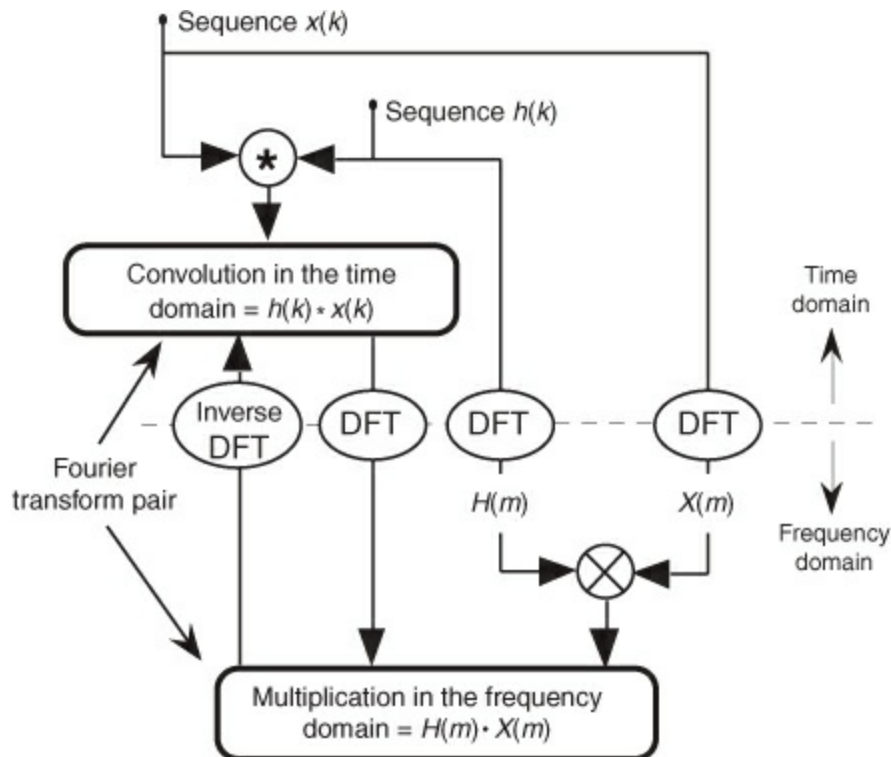 Sequence x(k)
Sequence h(k)
*
Convolution in the time
domain = h(k) * x(k)
Time
domain
Inverse
DFT
DFT
DFT
DFT
Fourier
transform pair
H(m)
X(m)
Frequency
domain
Multiplication in the frequency
domain = H(m) · X(m)